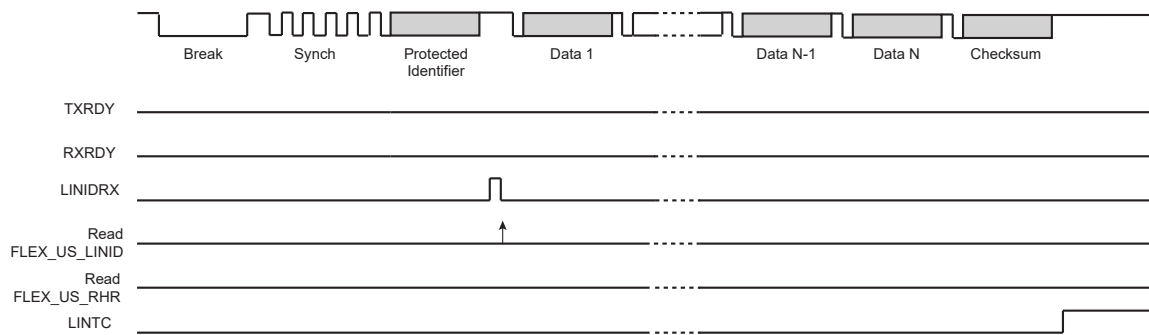 Break
Synch
Protected
Identifier
Data 1
Data N-1
Data N
Checksum
TXRDY
RXRDY
LINIDRX
Read
FLEX_US_LINID
Read
FLEX_US_RHR
LINTC